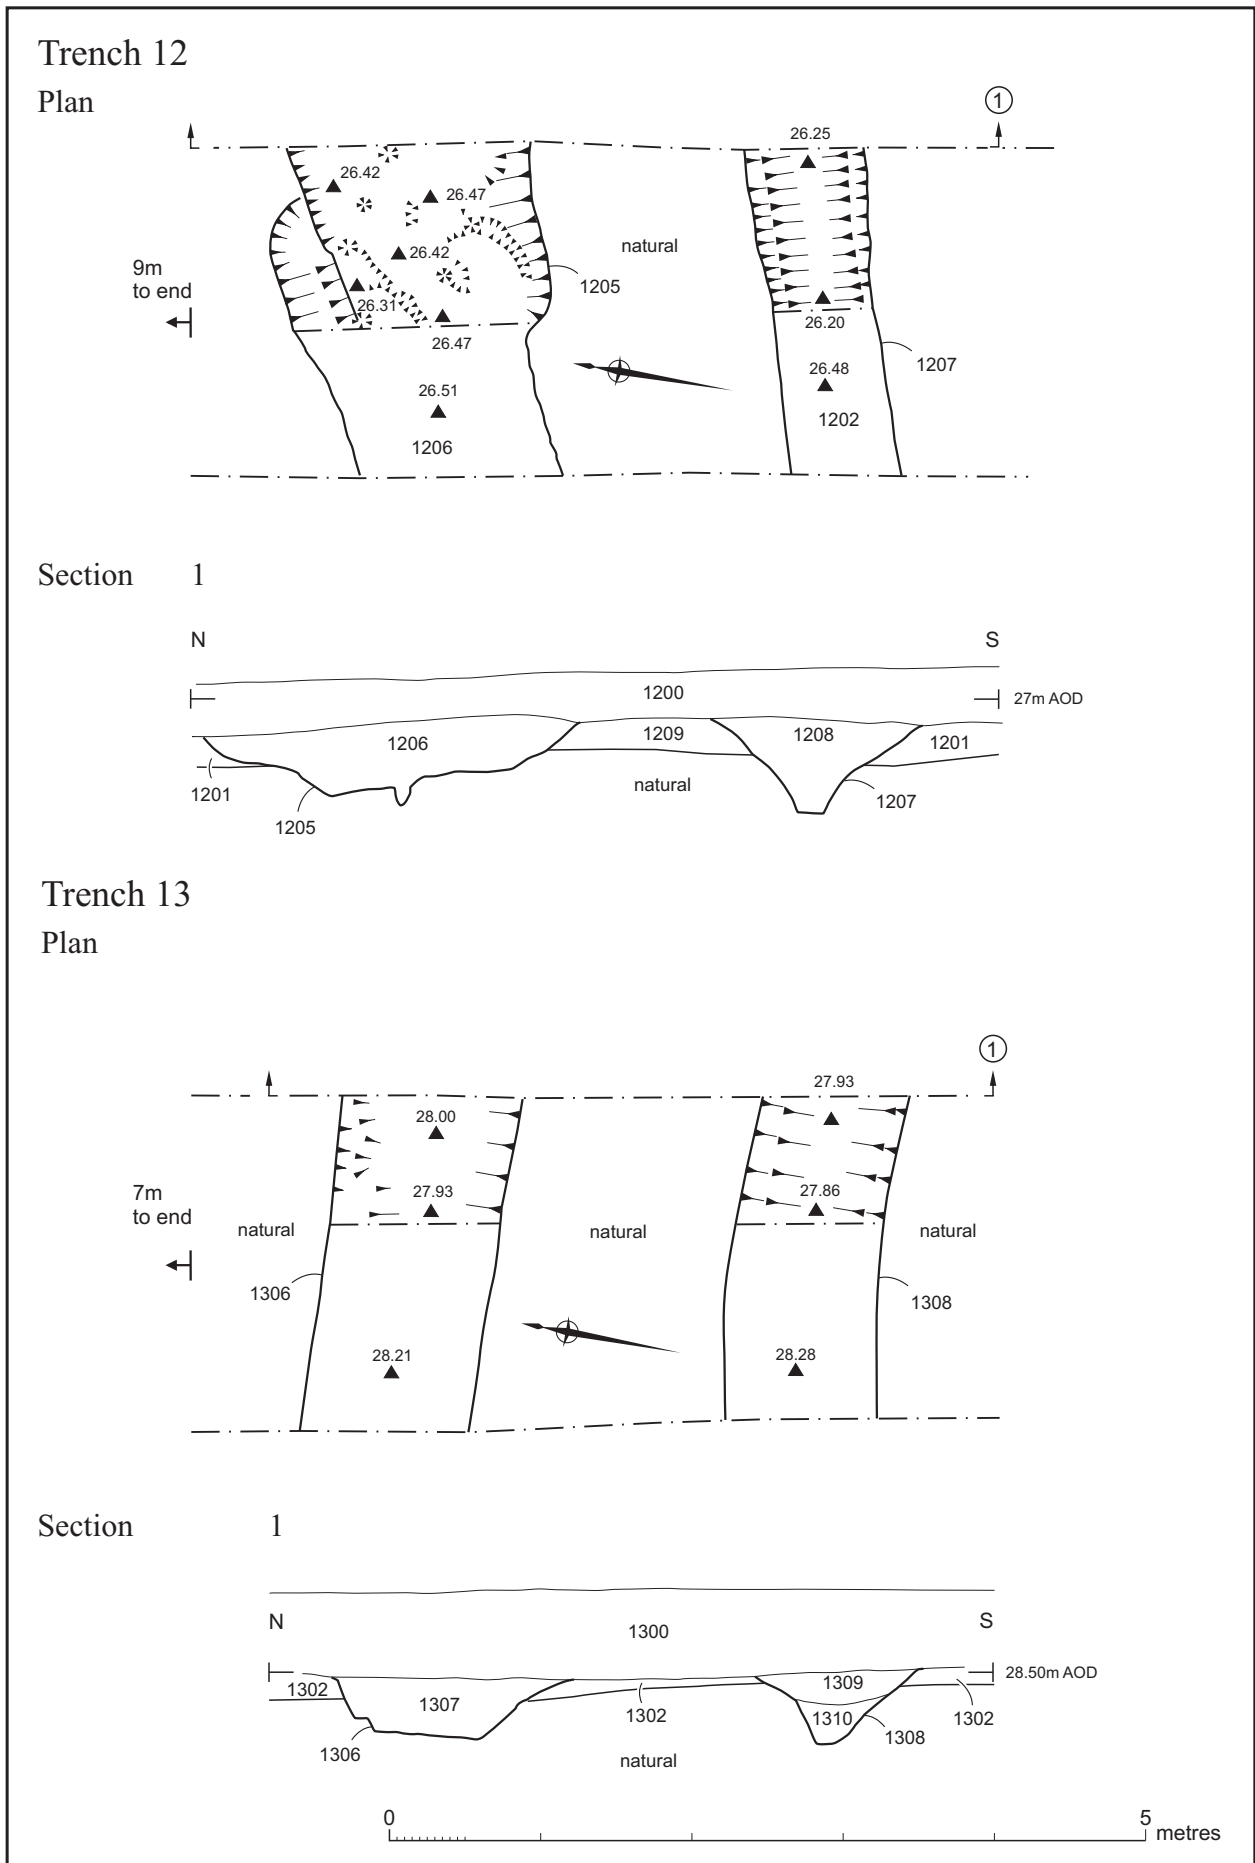 Trench 12
Plan
1
26.25
26.42
26.47
natural
26.42
9m
to end
1205
26.31
26.20
26.47
1207
26.48
26.51
1202
1206
Section 1
N S
1200
27m AOD
1206
1209
1208
1201
1201
natural
1207
1205
Trench 13
Plan
1
27.93
28.00
7m
to end
27.93
27.86
natural
natural
natural
1306
1308
28.21
28.28
Section 1
N S
1300
28.50m AOD
1302
1307
1309
1302
1310
1302
1306
1308
natural
0 5
metres